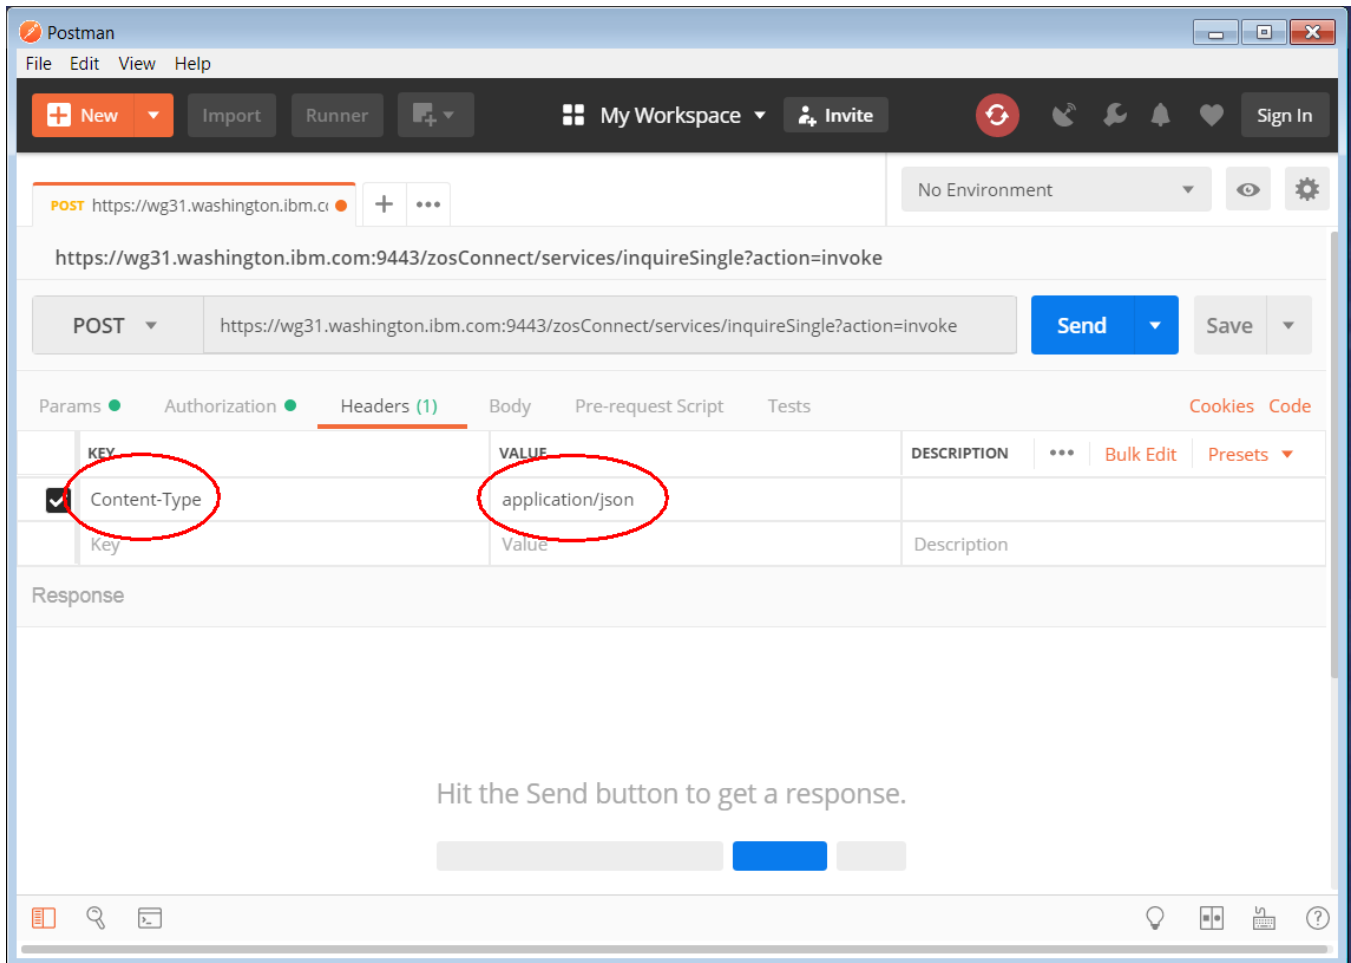 Postman
File Edit View Help
New Import Runner My Workspace Invite Sign In
No Environment
POST https://wg31.washington.ibm.cc
https://wg31.washington.ibm.com:9443/zosConnect/services/inquireSingle?action=invoke
POST https://wg31.washington.ibm.com:9443/zosConnect/services/inquireSingle?action=invoke Send Save
Params Authorization Headers (1) Body Pre-request Script Tests Cookies Code
KEY VALUE DESCRIPTION Bulk Edit Presets
Content-Type application/json
Key Value Description
Response
Hit the Send button to get a response.